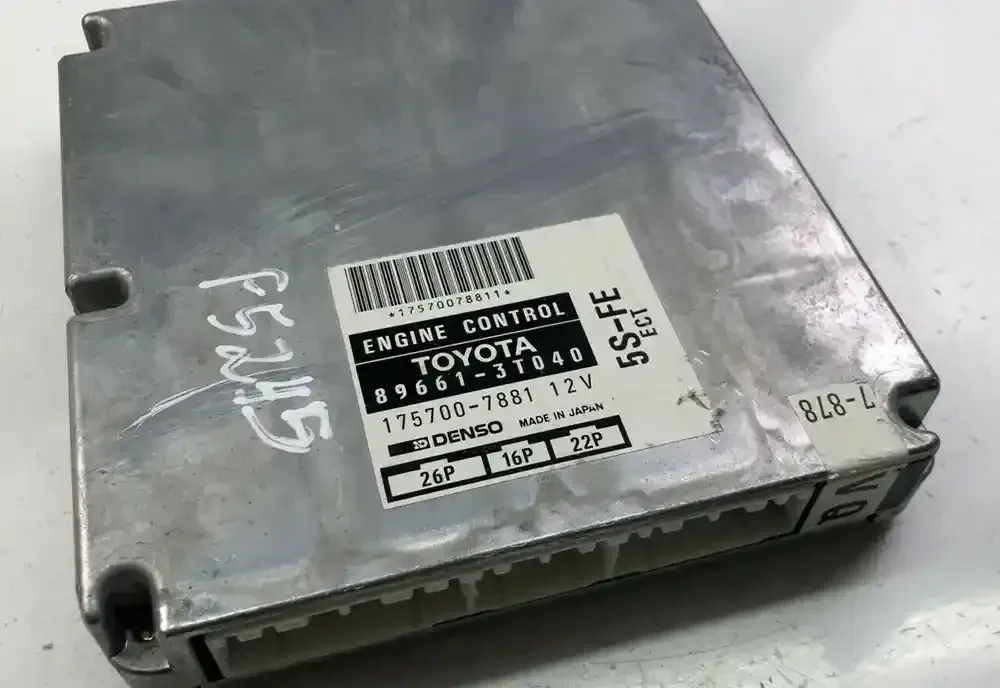 *17570078811*
ENGINE CONTROL
TOYOTA
89661-3T040
175700-7881 12V
DENSO MADE IN JAPAN
26P 16P 22P
5S-FE
ECT
F5245
7-878